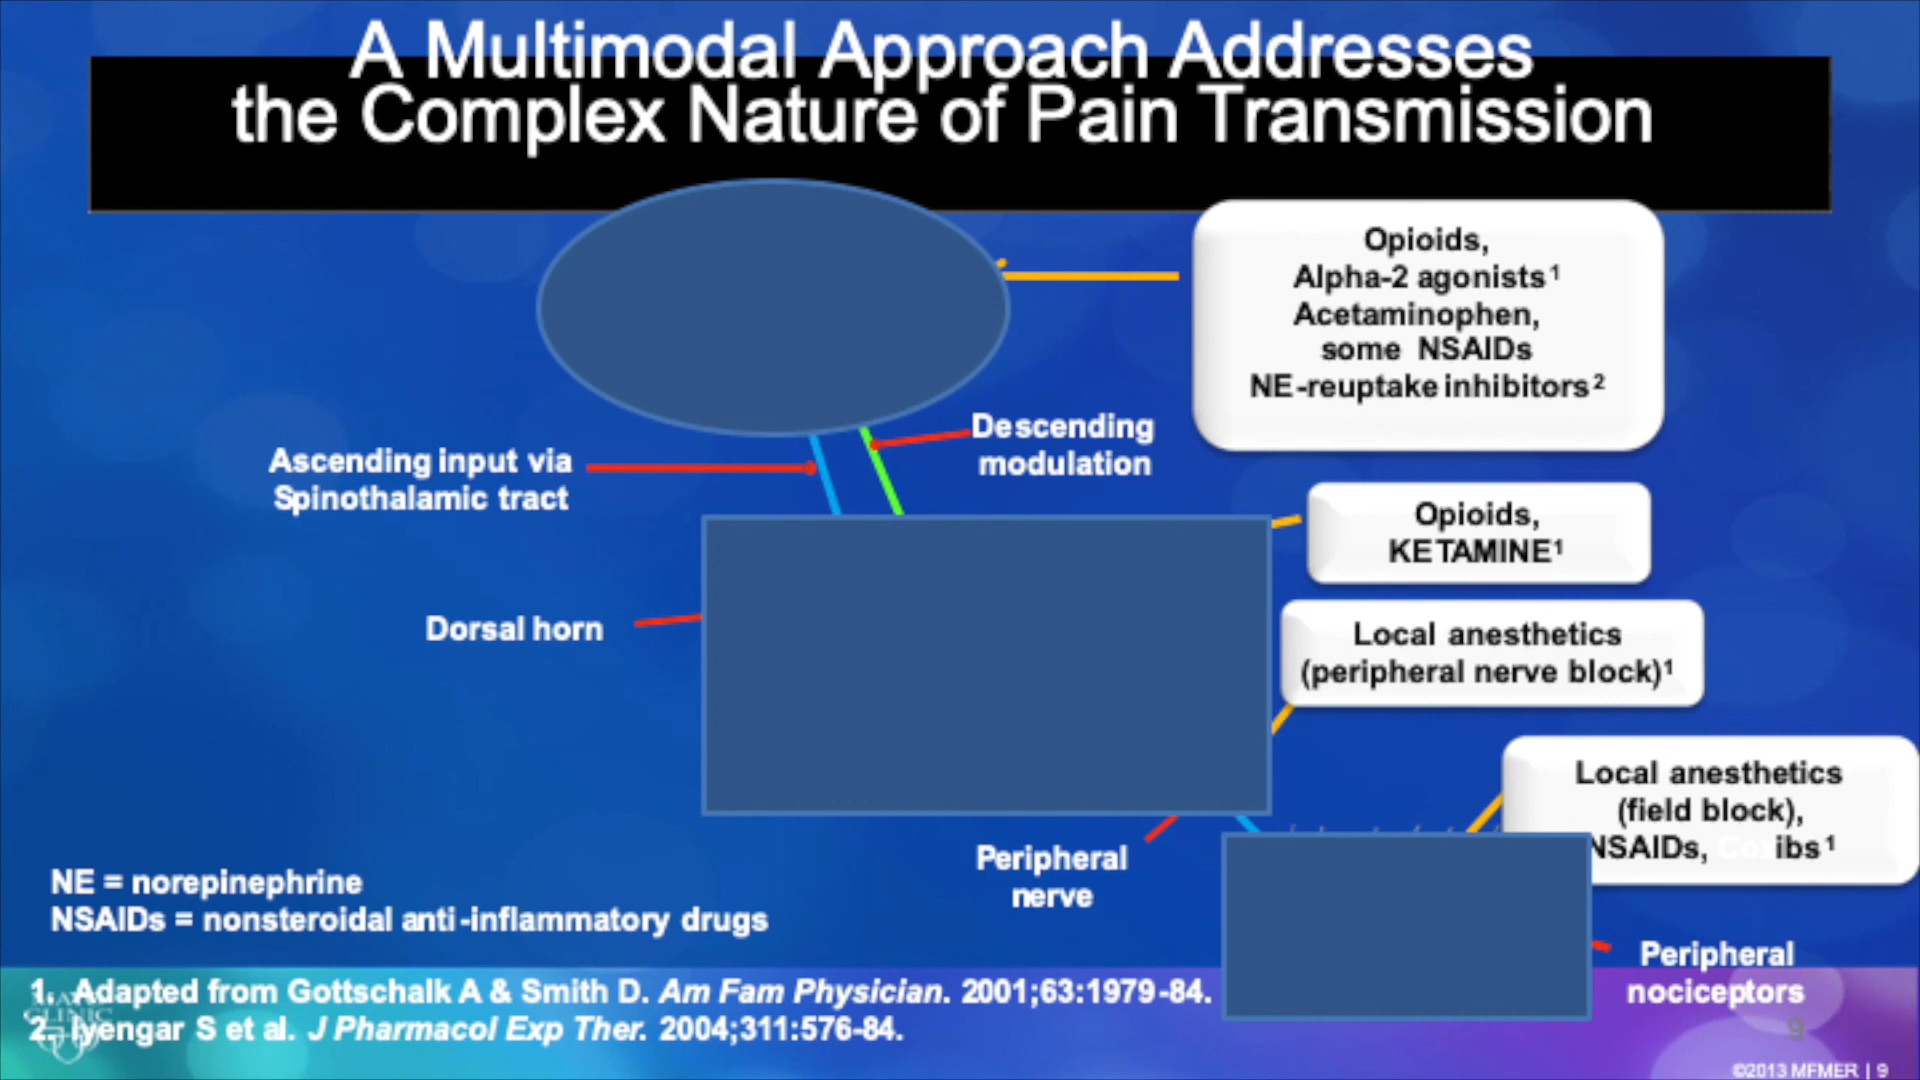 A Multimodal Approach Addresses
the Complex Nature of Pain Transmission
Opioids,
Alpha-2 agonists¹
Acetaminophen,
some NSAIDs
NE-reuptake inhibitors²
Descending
modulation
Ascending input via
Spinothalamic tract
Opioids,
KETAMINE¹
Dorsal horn
Local anesthetics
(peripheral nerve block)¹
Local anesthetics
(field block),
NSAIDs, Coxibs¹
Peripheral
nerve
NE = norepinephrine
NSAIDs = nonsteroidal anti-inflammatory drugs
Peripheral
nociceptors
1. Adapted from Gottschalk A & Smith D. Am Fam Physician. 2001;63:1979-84.
2. Iyengar S et al. J Pharmacol Exp Ther. 2004;311:576-84.
MAYO
CLINIC
9
©2013 MFMER | 9